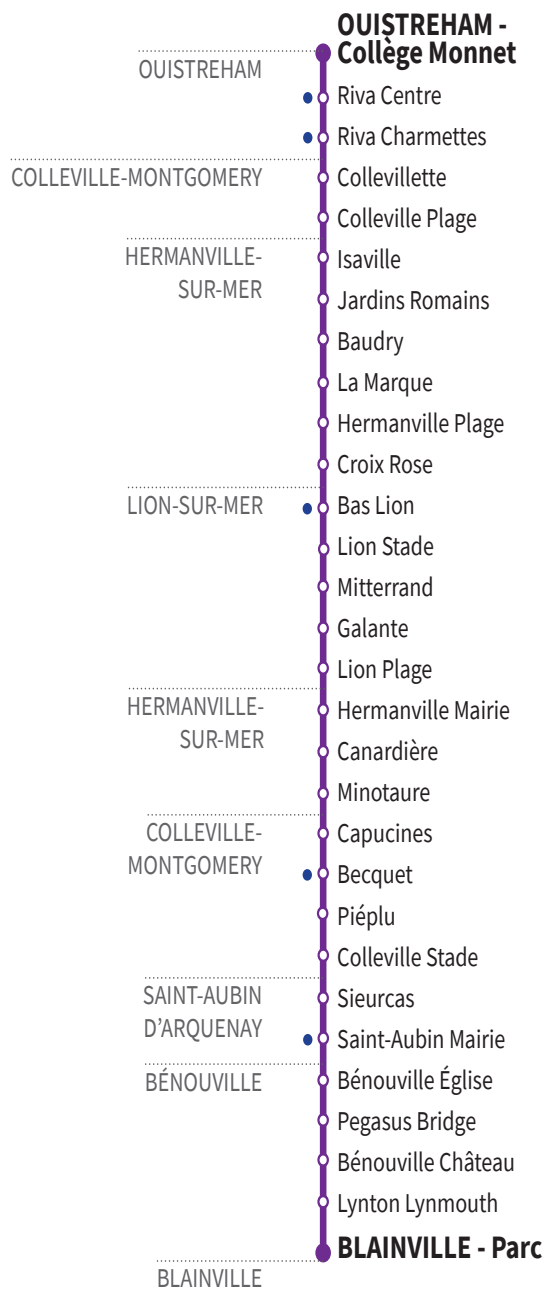 OUISTREHAM -
Collège Monnet
OUISTREHAM
Riva Centre
Riva Charmettes
COLLEVILLE-MONTGOMERY
Collevillette
Colleville Plage
HERMANVILLE-
SUR-MER
Isaville
Jardins Romains
Baudry
La Marque
Hermanville Plage
Croix Rose
LION-SUR-MER
Bas Lion
Lion Stade
Mitterrand
Galante
Lion Plage
HERMANVILLE-
SUR-MER
Hermanville Mairie
Canardière
Minotaure
COLLEVILLE-
MONTGOMERY
Capucines
Becquet
Piéplu
Colleville Stade
SAINT-AUBIN
D'ARQUENAY
Sieurcas
Saint-Aubin Mairie
BÉNOUVILLE
Bénouville Église
Pegasus Bridge
Bénouville Château
Lynton Lynmouth
BLAINVILLE - Parc
BLAINVILLE